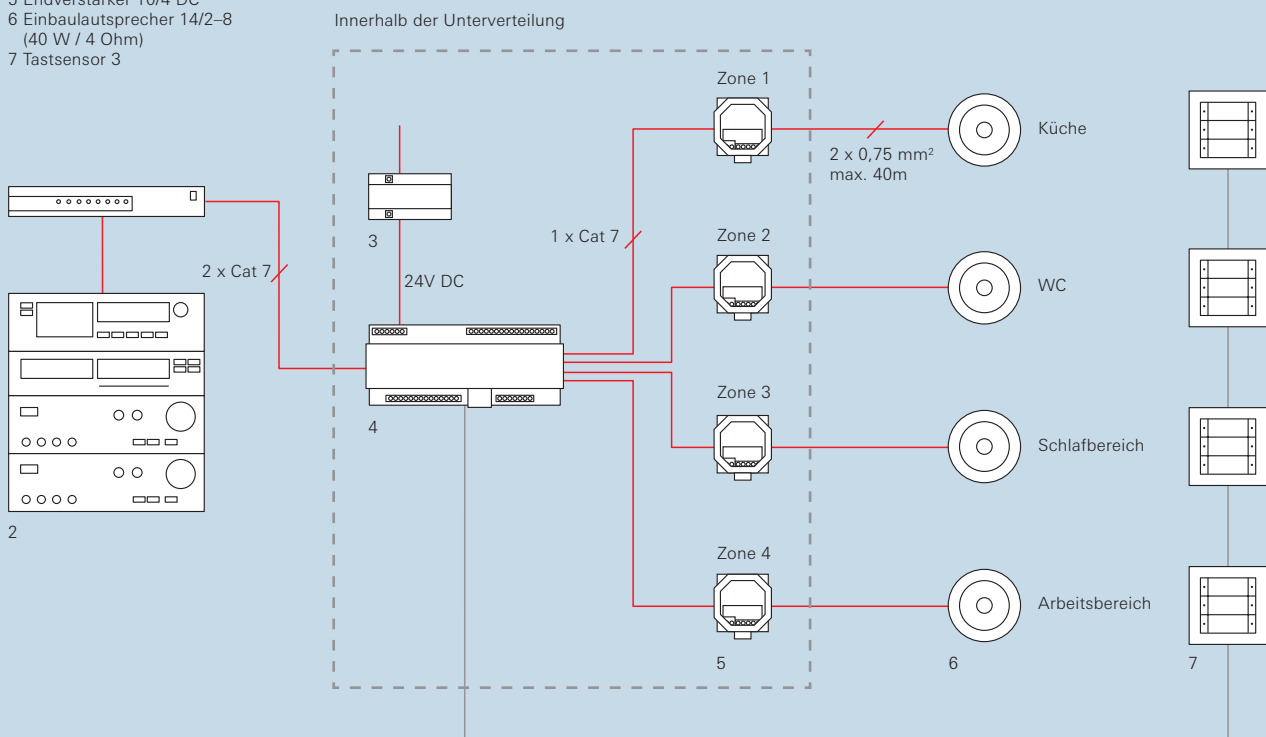 5 Endverstärker 10/4 DC
6 Einbaulautsprecher 14/2–8
(40 W / 4 Ohm)
7 Tastsensor 3
Innerhalb der Unterverteilung
Zone 1
Küche
2 x 0,75 mm²
max. 40m
3
1 x Cat 7
Zone 2
2 x Cat 7
24V DC
WC
Zone 3
4
Schlafbereich
2
Zone 4
Arbeitsbereich
5
6
7